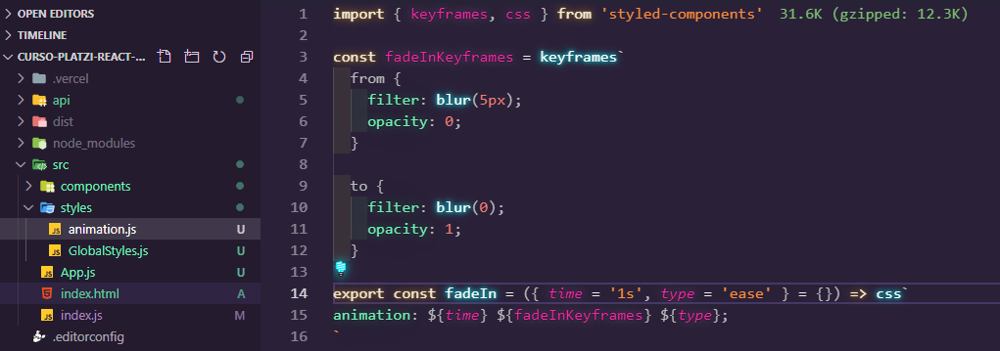 OPEN EDITORS
TIMELINE
CURSO-PLATZI-REACT-...
.vercel
api
dist
node_modules
src
components
styles
animation.js U
GlobalStyles.js U
App.js U
index.html A
index.js M
.editorconfig
1 import { keyframes, css } from 'styled-components' 31.6K (gzipped: 12.3K)
2
3 const fadeInKeyframes = keyframes`
4 from {
5 filter: blur(5px);
6 opacity: 0;
7 }
8
9 to {
10 filter: blur(0);
11 opacity: 1;
12 }
13
14 export const fadeIn = ({ time = '1s', type = 'ease' } = {}) => css`
15 animation: ${time} ${fadeInKeyframes} ${type};
16 `